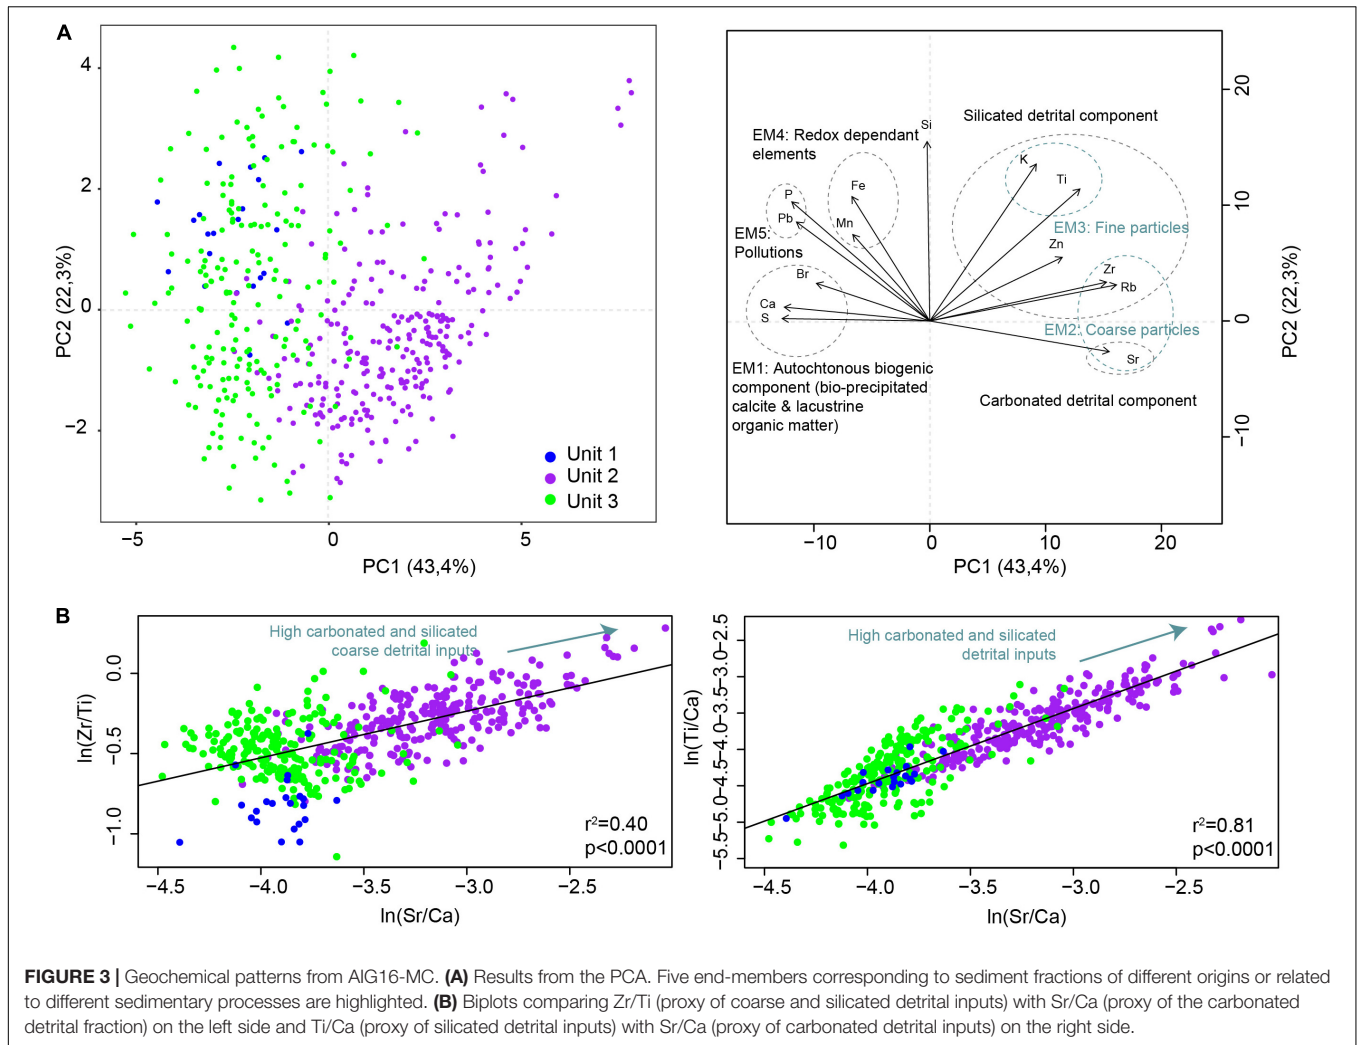 A
4
2
0
−2
PC2 (22,3%)
−5
0
5
PC1 (43,4%)
Unit 1
Unit 2
Unit 3
Silicated detrital component
EM4: Redox dependant
elements
Si
K
Ti
P
Fe
Pb
Mn
EM3: Fine particles
EM5:
Pollutions
Zn
Br
Zr
Rb
Ca
S
EM2: Coarse particles
Sr
EM1: Autochtonous biogenic
component (bio-precipitated
calcite & lacustrine
organic matter)
Carbonated detrital component
20
10
0
−10
PC2 (22,3%)
−10
0
10
20
PC1 (43,4%)
B
High carbonated and silicated
coarse detrital inputs
0.0
−0.5
−1.0
ln(Zr/Ti)
r²=0.40
p<0.0001
−4.5
−4.0
−3.5
−3.0
−2.5
ln(Sr/Ca)
High carbonated and silicated
detrital inputs
−5.5−5.0−4.5−4.0−3.5−3.0−2.5
ln(Ti/Ca)
r²=0.81
p<0.0001
−4.5
−4.0
−3.5
−3.0
−2.5
ln(Sr/Ca)
FIGURE 3 | Geochemical patterns from AIG16-MC. (A) Results from the PCA. Five end-members corresponding to sediment fractions of different origins or related
to different sedimentary processes are highlighted. (B) Biplots comparing Zr/Ti (proxy of coarse and silicated detrital inputs) with Sr/Ca (proxy of the carbonated
detrital fraction) on the left side and Ti/Ca (proxy of silicated detrital inputs) with Sr/Ca (proxy of carbonated detrital inputs) on the right side.